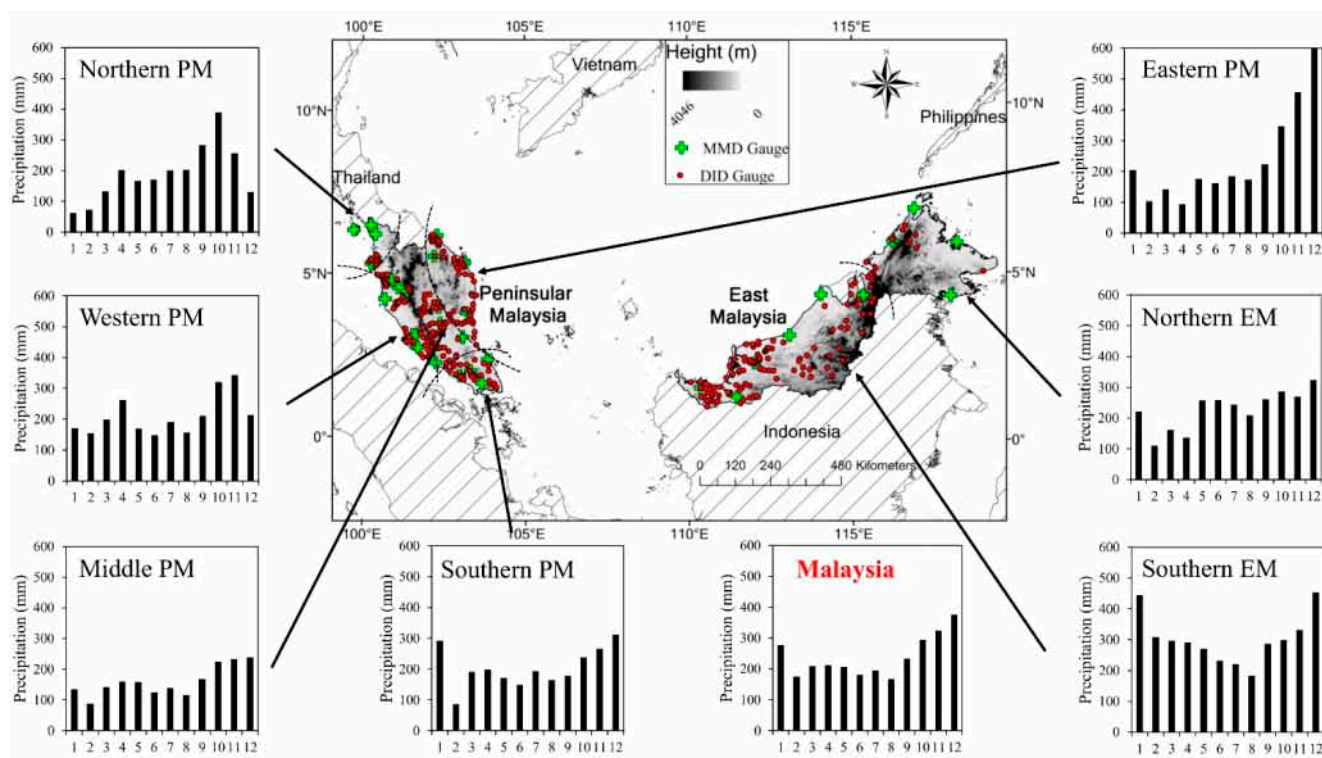 100°E
105°E
110°E
115°E
600
500
400
300
200
100
0
Precipitation (mm)
Northern PM
1 2 3 4 5 6 7 8 9 10 11 12
Vietnam
Height (m)
4046
0
MMD Gauge
DID Gauge
N
E
S
W
Philippines
10°N
10°N
Thailand
5°N
5°N
Peninsular
Malaysia
East
Malaysia
Indonesia
0°
0°
0 120 240 480 Kilometers
100°E
105°E
110°E
115°E
600
500
400
300
200
100
0
Precipitation (mm)
Eastern PM
1 2 3 4 5 6 7 8 9 10 11 12
600
500
400
300
200
100
0
Precipitation (mm)
Western PM
1 2 3 4 5 6 7 8 9 10 11 12
600
500
400
300
200
100
0
Precipitation (mm)
Northern EM
1 2 3 4 5 6 7 8 9 10 11 12
600
500
400
300
200
100
0
Precipitation (mm)
Middle PM
1 2 3 4 5 6 7 8 9 10 11 12
600
500
400
300
200
100
0
Precipitation (mm)
Southern PM
1 2 3 4 5 6 7 8 9 10 11 12
600
500
400
300
200
100
0
Precipitation (mm)
Malaysia
1 2 3 4 5 6 7 8 9 10 11 12
600
500
400
300
200
100
0
Precipitation (mm)
Southern EM
1 2 3 4 5 6 7 8 9 10 11 12